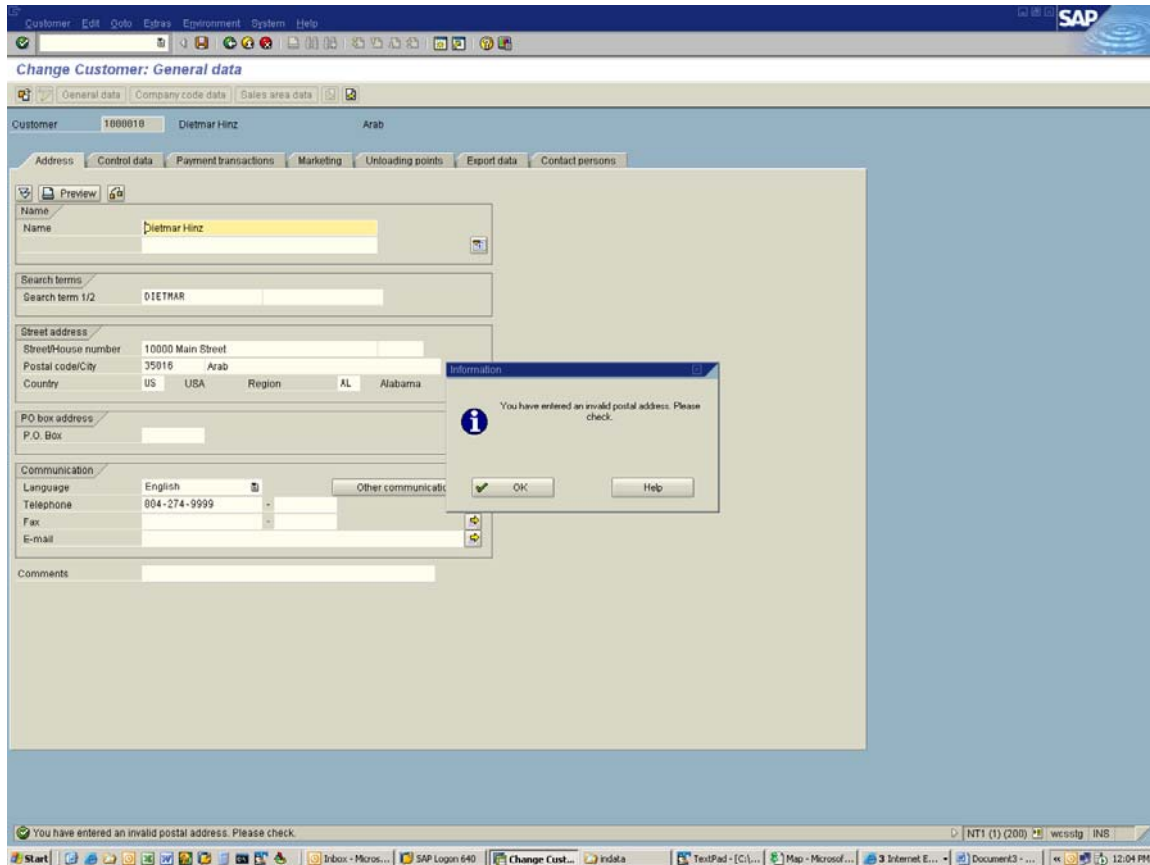 Customer Edit Goto Extras Environment System Help
SAP
Change Customer: General data
General data Company code data Sales area data
Customer 1000010 Dietmar Hinz Arab
Address Control data Payment transactions Marketing Unloading points Export data Contact persons
Preview
Name
Name Dietmar Hinz
Search terms
Search term 1/2 DIETMAR
Street address
Street/House number 10000 Main Street
Postal code/City 35016 Arab
Country US USA Region AL Alabama
Information
You have entered an invalid postal address. Please
check.
OK Help
PO box address
P.O. Box
Communication
Language English Other communicatio
Telephone 804-274-9999 -
Fax -
E-mail
Comments
You have entered an invalid postal address. Please check.
NT1 (1) (200) wcsstg INS
Start Inbox - Micros... SAP Logon 640 Change Cust... indata TextPad - [C:\... Map - Microsof... 3 Internet E... Document3 - ... 12:04 PM